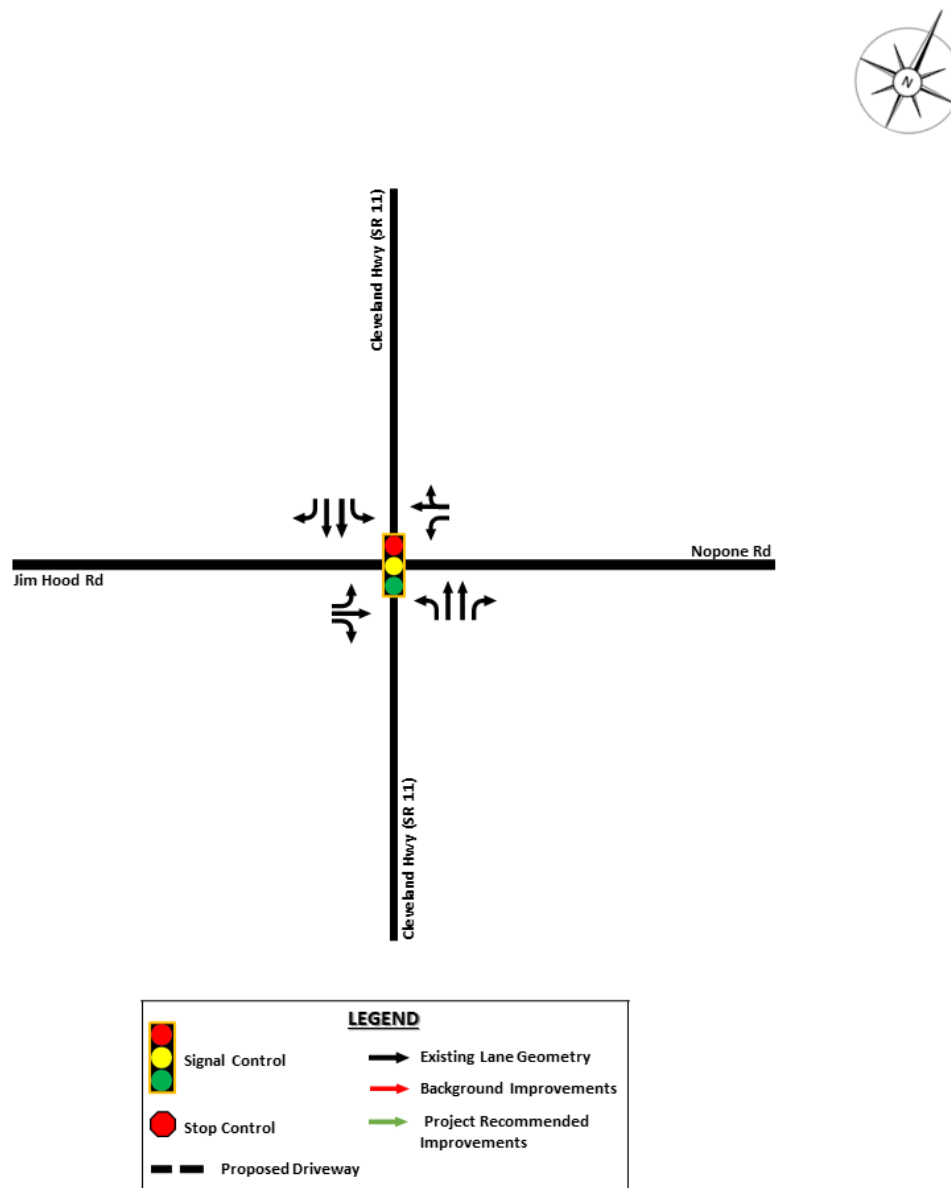 N
Cleveland Hwy (SR 11)
Nopone Rd
Jim Hood Rd
Cleveland Hwy (SR 11)
LEGEND
Signal Control
Existing Lane Geometry
Background Improvements
Stop Control
Project Recommended
Improvements
Proposed Driveway